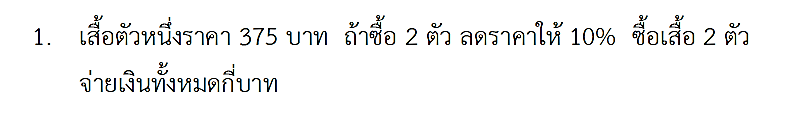 1. เสื้อตัวหนึ่งราคา 375 บาท ถ้าซื้อ 2 ตัว ลดราคาให้ 10% ซื้อเสื้อ 2 ตัว
จ่ายเงินทั้งหมดกี่บาท